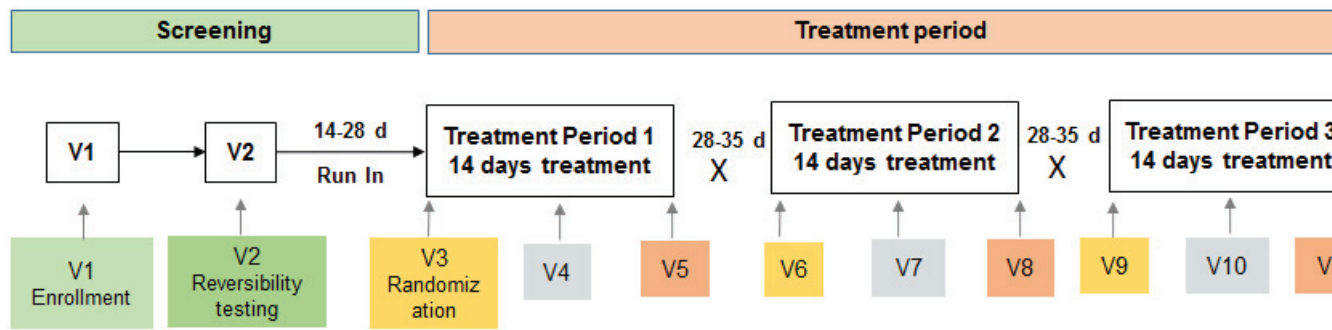 Screening
Treatment period
V1
V2
14-28 d
Run In
Treatment Period 1
14 days treatment
28-35 d
X
Treatment Period 2
14 days treatment
28-35 d
X
Treatment Period 3
14 days treatment
V1
Enrollment
V2
Reversibility
testing
V3
Randomiz
ation
V4
V5
V6
V7
V8
V9
V10
V